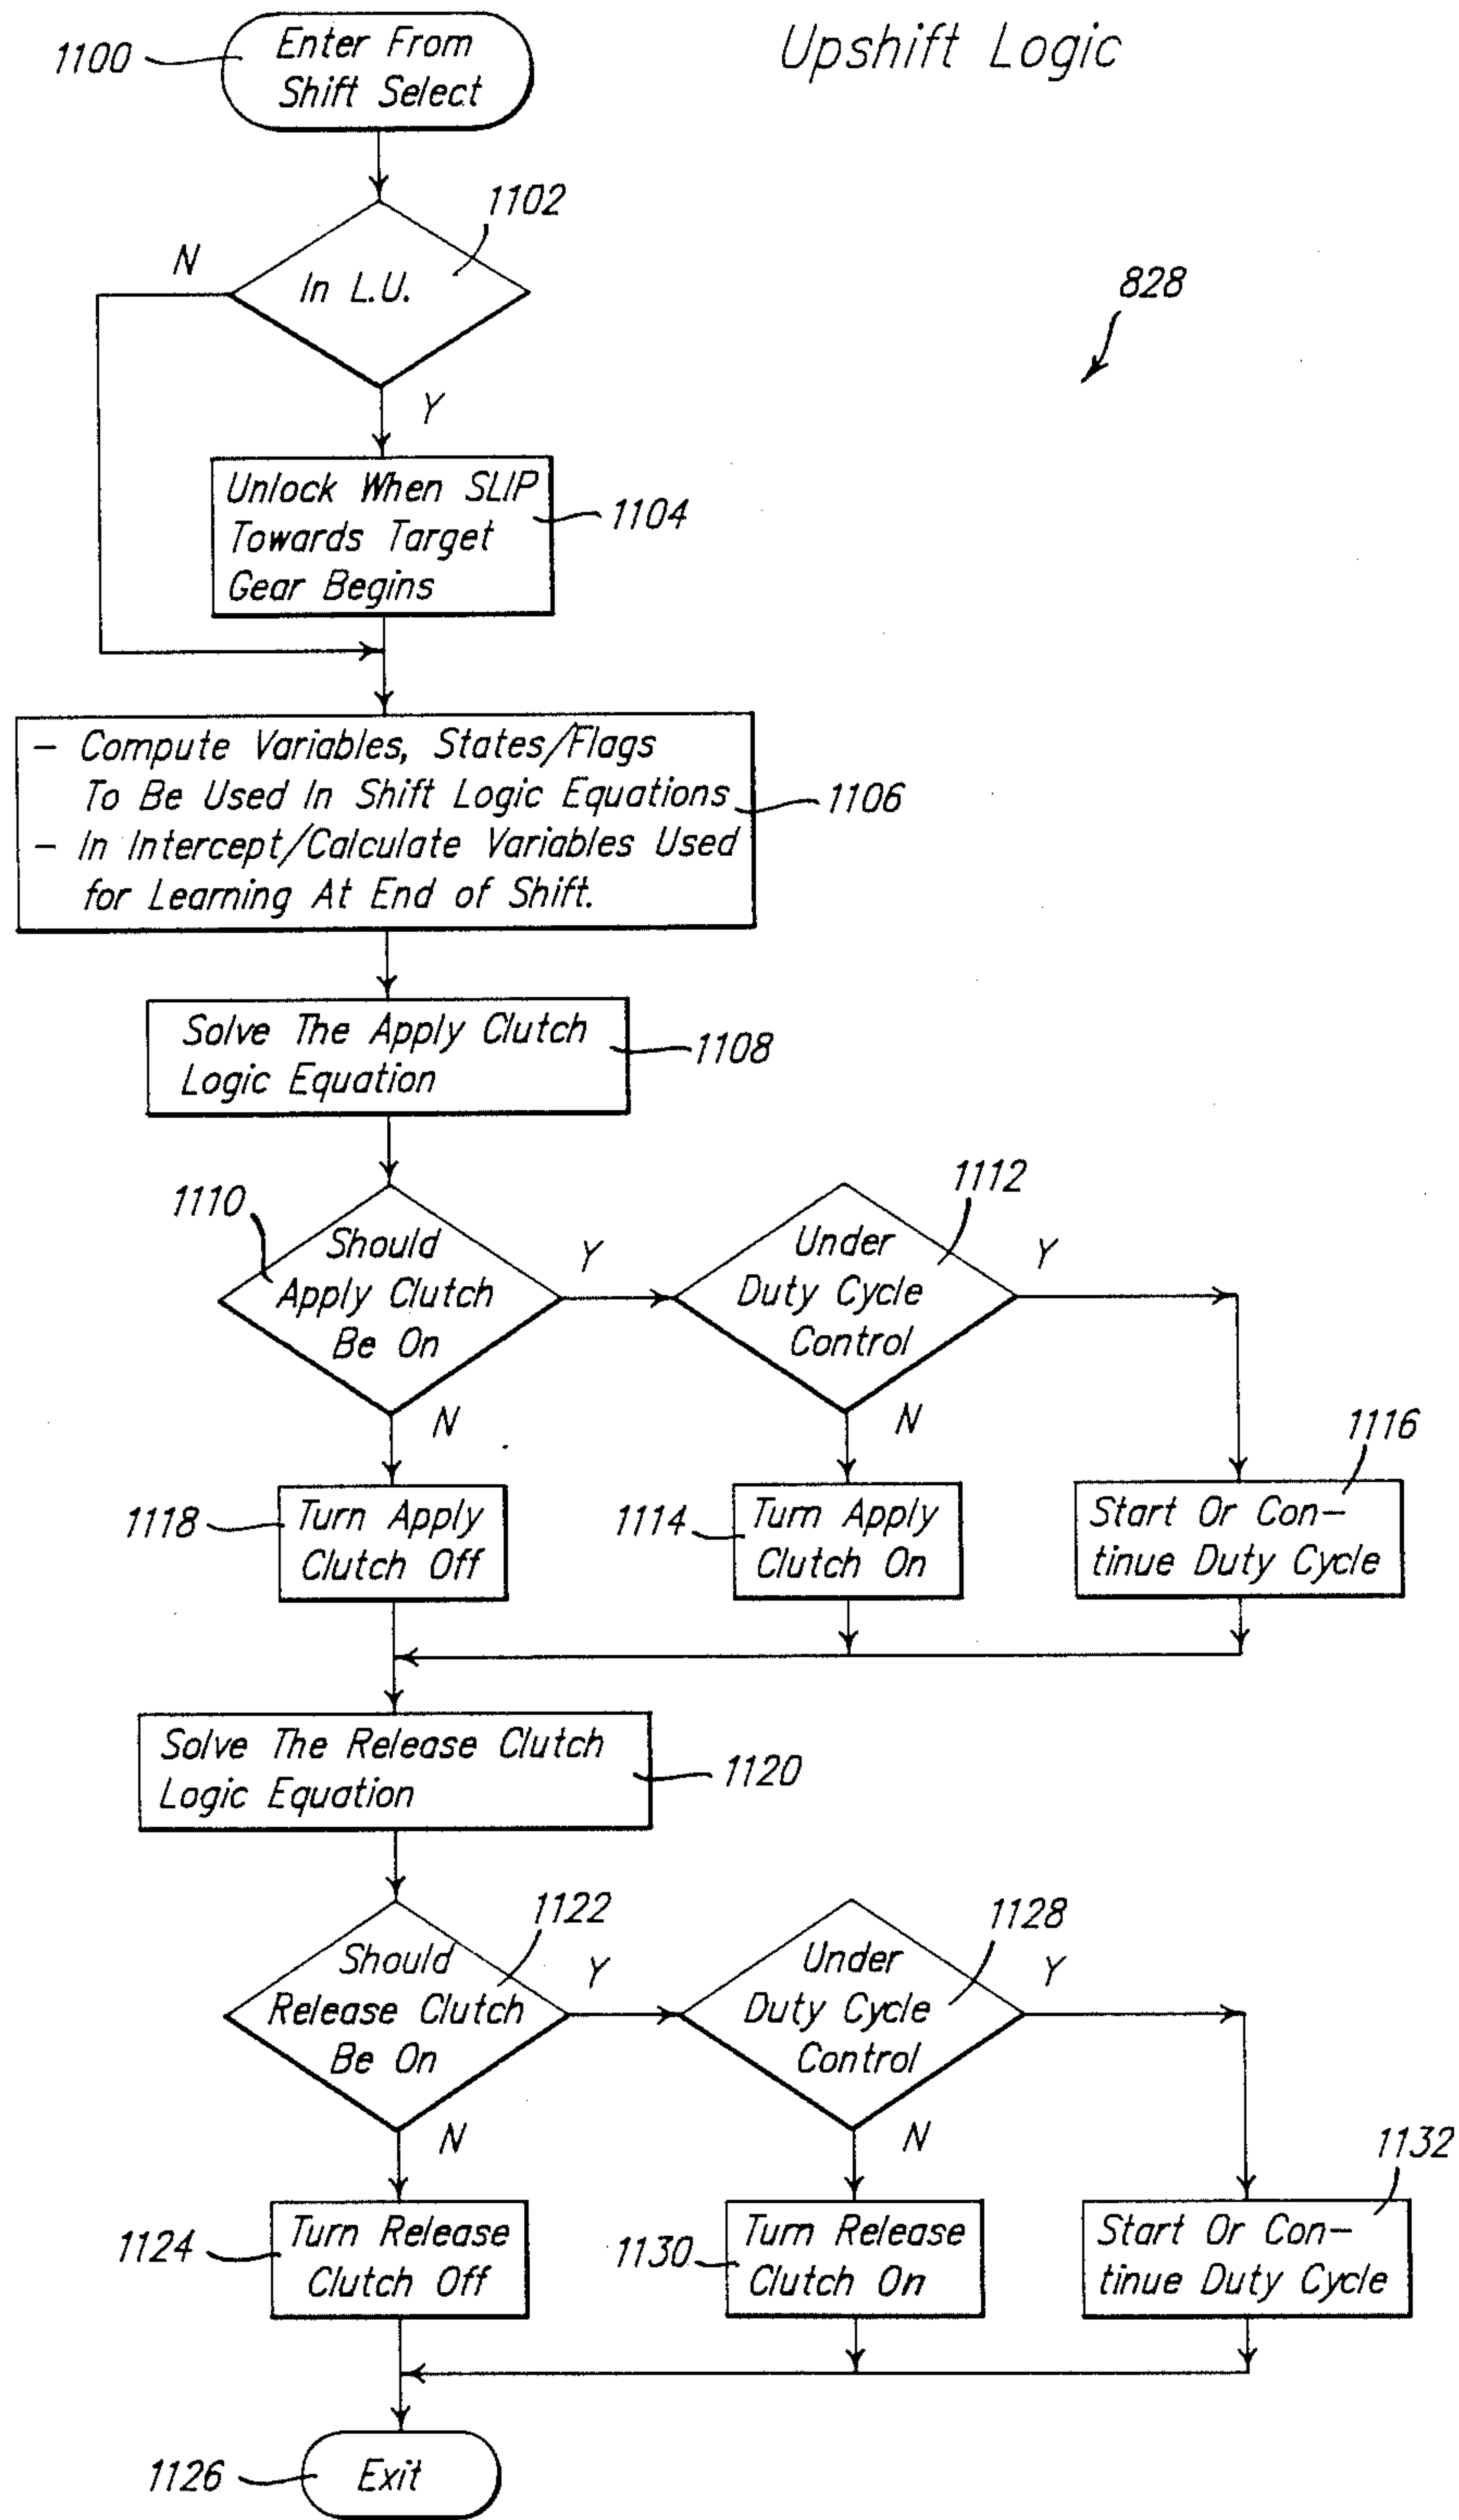 Upshift Logic
1100
Enter From
Shift Select
1102
N
In L.U.
828
Y
Unlock When SLIP
Towards Target
Gear Begins
1104
- Compute Variables, States/Flags
To Be Used In Shift Logic Equations
- In Intercept/Calculate Variables Used
for Learning At End of Shift.
1106
Solve The Apply Clutch
Logic Equation
1108
1110
Should
Apply Clutch
Be On
Y
1112
Under
Duty Cycle
Control
Y
N
N
1116
1118
Turn Apply
Clutch Off
1114
Turn Apply
Clutch On
Start Or Con-
tinue Duty Cycle
Solve The Release Clutch
Logic Equation
1120
1122
Should
Release Clutch
Be On
Y
1128
Under
Duty Cycle
Control
Y
N
N
1132
1124
Turn Release
Clutch Off
1130
Turn Release
Clutch On
Start Or Con-
tinue Duty Cycle
1126
Exit